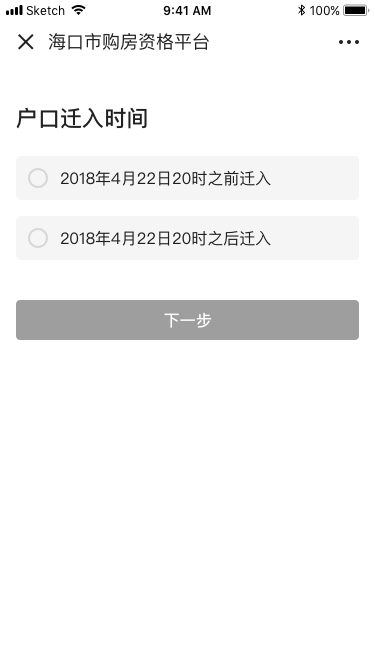 Sketch 9:41 AM 100%
海口市购房资格平台
户口迁入时间
2018年4月22日20时之前迁入
2018年4月22日20时之后迁入
下一步